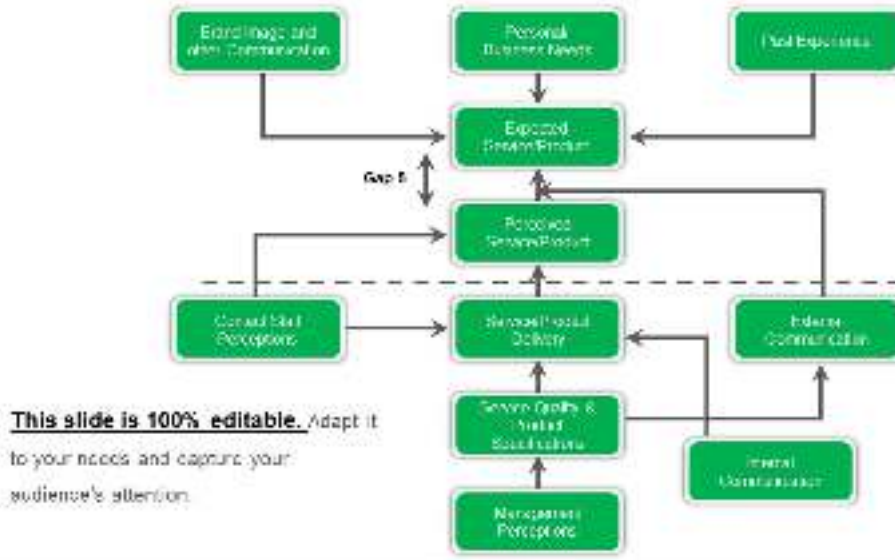 Brand Image and
other Communication
Personal
Business Needs
Past Experience
Expected
Service/Product
Gap 5
Perceived
Service/Product
Contact Staff
Perceptions
Service/Product
Delivery
External
Communication
Service Quality &
Product
Specifications
Internal
Communication
Management
Perceptions
This slide is 100% editable. Adapt it
to your needs and capture your
audience's attention.